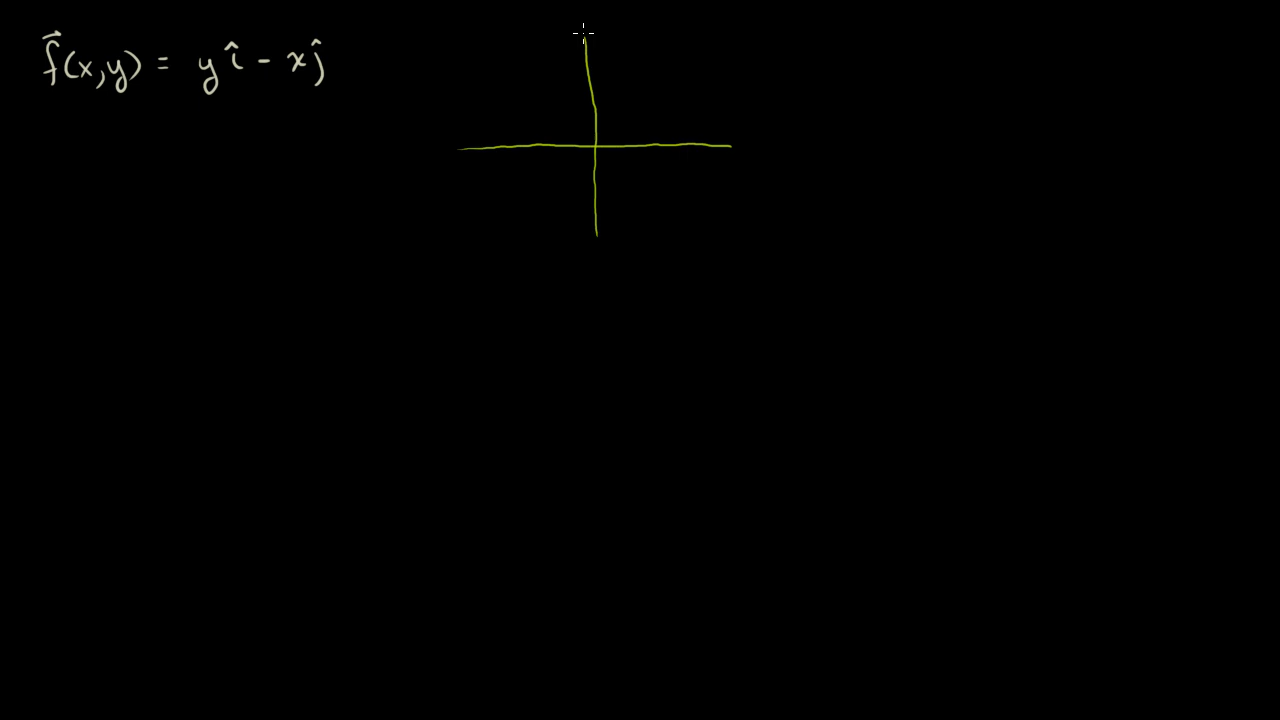 f⃗(x,y) = y î - x ĵ